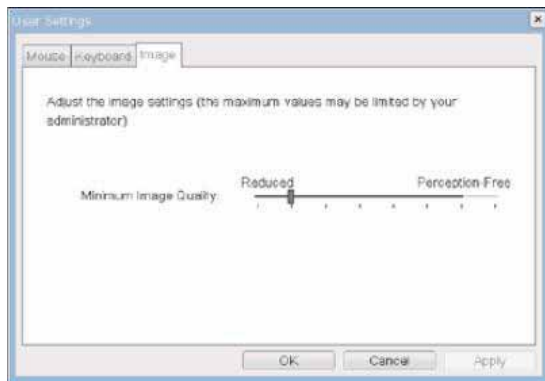 User Settings
Mouse Keyboard Image
Adjust the image settings (the maximum values may be limited by your
administrator)
Reduced Perception-Free
Minimum Image Quality
OK Cancel Apply